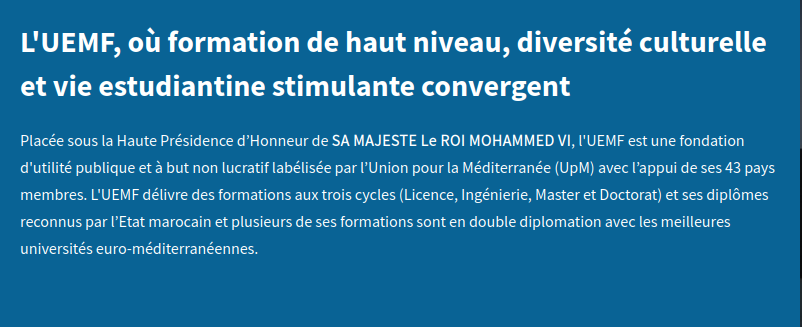 L'UEMF, où formation de haut niveau, diversité culturelle
et vie estudiantine stimulante convergent
Placée sous la Haute Présidence d’Honneur de SA MAJESTE Le ROI MOHAMMED VI, l'UEMF est une fondation
d'utilité publique et à but non lucratif labélisée par l’Union pour la Méditerranée (UpM) avec l’appui de ses 43 pays
membres. L'UEMF délivre des formations aux trois cycles (Licence, Ingénierie, Master et Doctorat) et ses diplômes
reconnus par l’Etat marocain et plusieurs de ses formations sont en double diplomation avec les meilleures
universités euro-méditerranéennes.